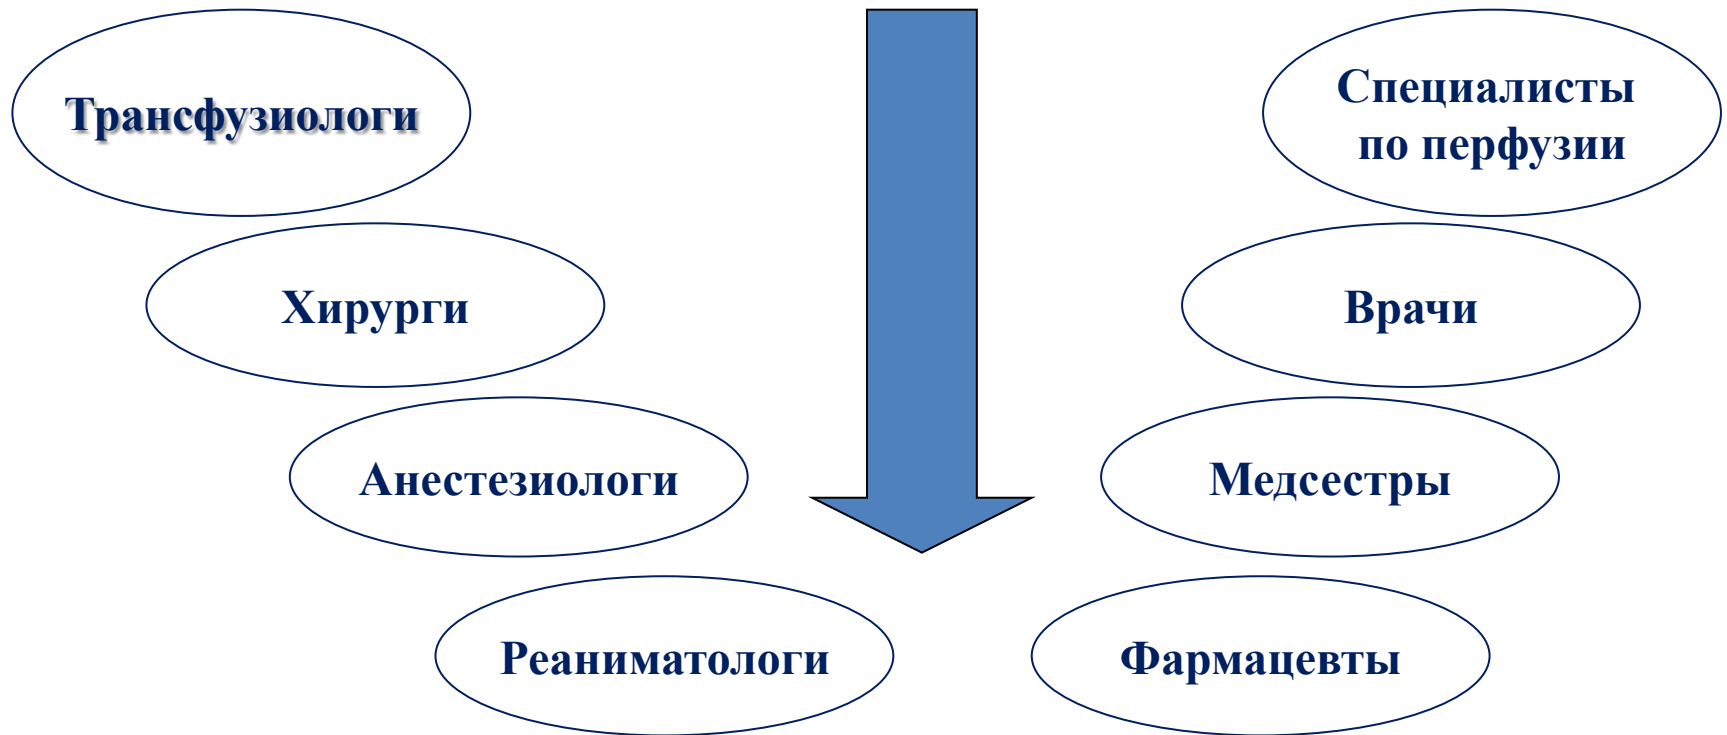 Трансфузиологи
Специалисты
по перфузии
Хирурги
Врачи
Анестезиологи
Медсестры
Реаниматологи
Фармацевты